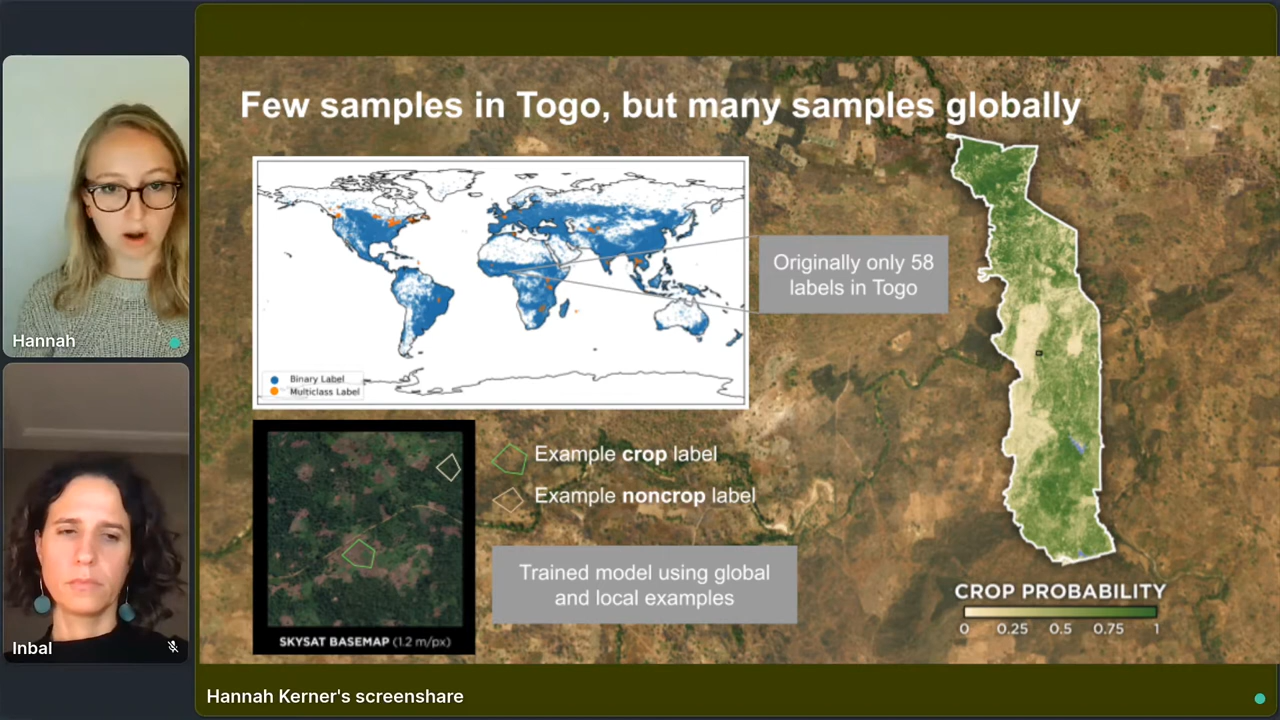 Few samples in Togo, but many samples globally
Binary Label
Multiclass Label
Originally only 58
labels in Togo
Example crop label
Example noncrop label
Trained model using global
and local examples
SKYSAT BASEMAP (1.2 m/px)
CROP PROBABILITY
0 0.25 0.5 0.75 1
Hannah
Inbal
Hannah Kerner's screenshare